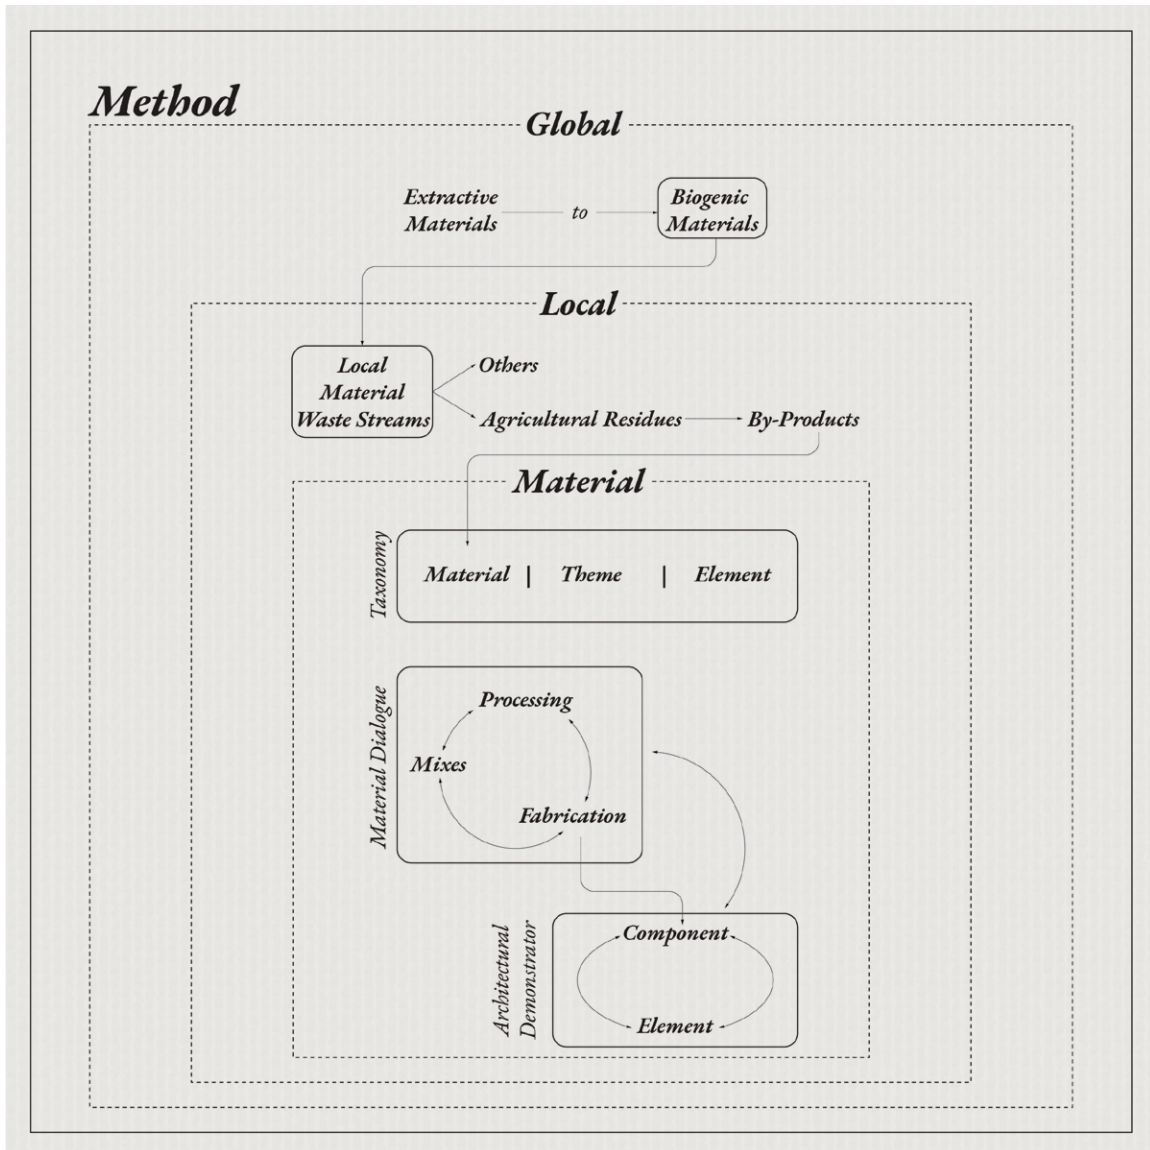 Method
Global
Extractive
Materials
to
Biogenic
Materials
Local
Local
Material
Waste Streams
Others
Agricultural Residues
By-Products
Material
Taxonomy
Material | Theme | Element
Material Dialogue
Processing
Mixes
Fabrication
Architectural
Demonstrator
Component
Element